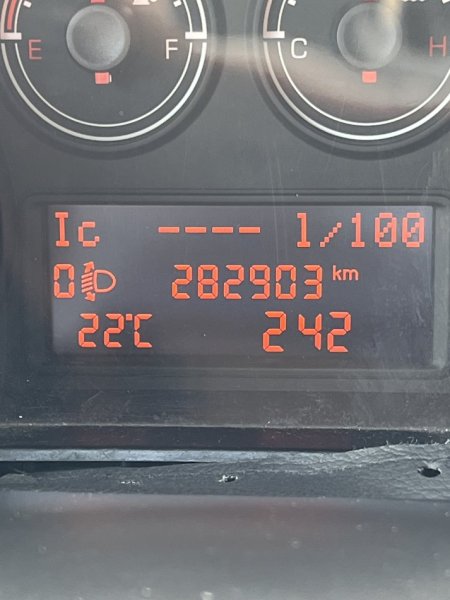 E F C H
Ic ---- l/100
0 282903 km
22°C 242